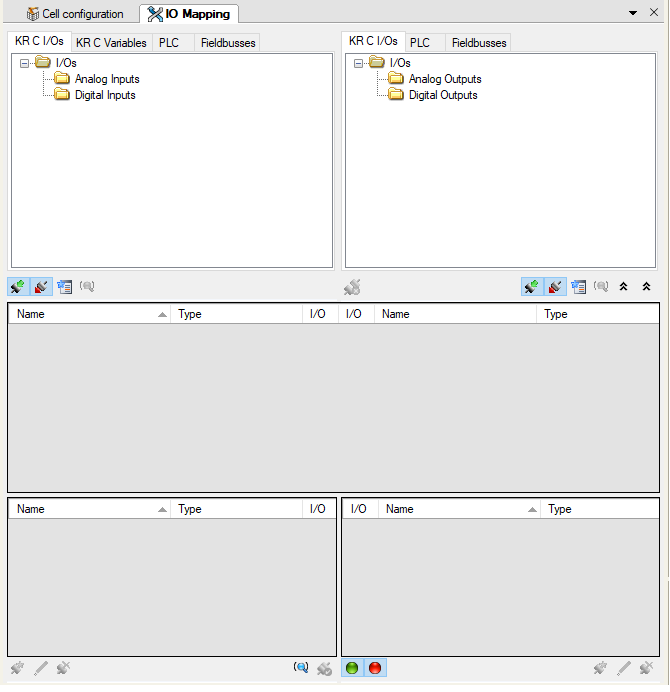 Cell configuration IO Mapping
KR C I/Os KR C Variables PLC Fieldbusses KR C I/Os PLC Fieldbusses
I/Os I/Os
Analog Inputs Analog Outputs
Digital Inputs Digital Outputs
Name Type I/O I/O Name Type
Name Type I/O I/O Name Type